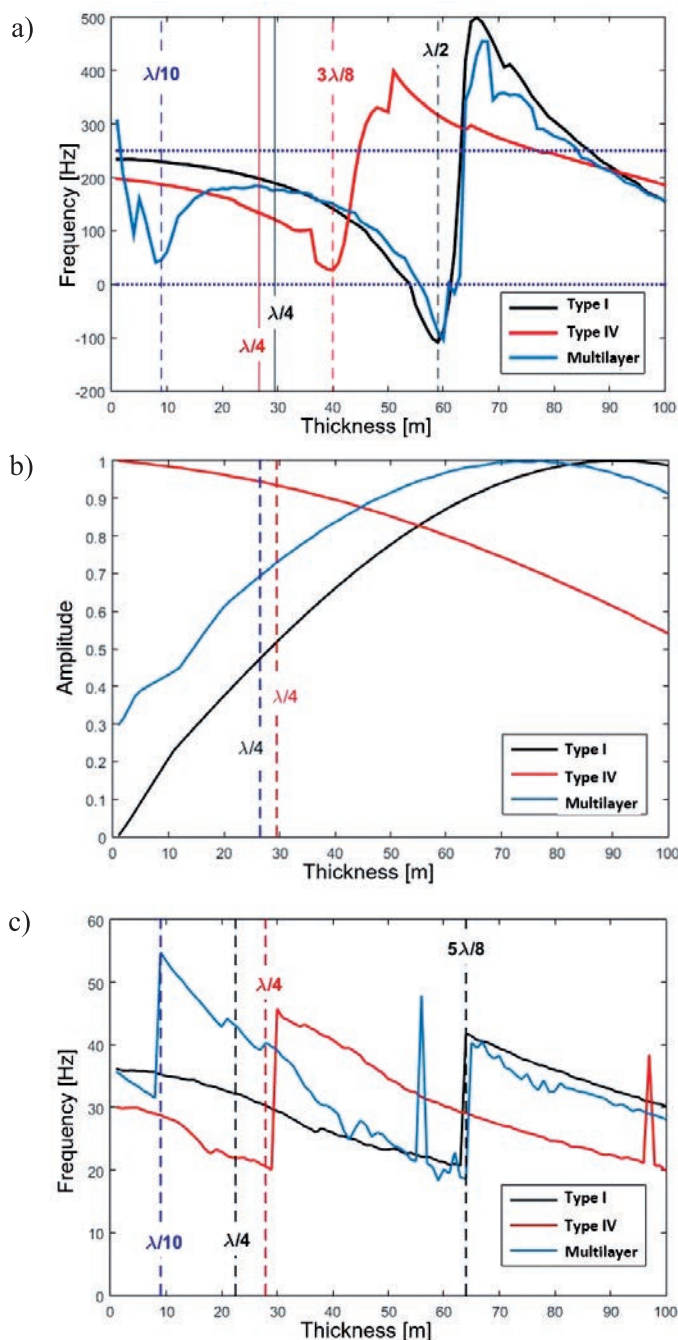 a)
500
400
300
200
100
0
-100
-200
Frequency [Hz]
λ/10
3λ/8
λ/2
λ/4
λ/4
Type I
Type IV
Multilayer
0 10 20 30 40 50 60 70 80 90 100
Thickness [m]
b)
1
0.9
0.8
0.7
0.6
0.5
0.4
0.3
0.2
0.1
0
Amplitude
λ/4
λ/4
Type I
Type IV
Multilayer
0 10 20 30 40 50 60 70 80 90 100
Thickness [m]
c)
60
50
40
30
20
10
0
Frequency [Hz]
5λ/8
λ/4
λ/10
λ/4
Type I
Type IV
Multilayer
0 10 20 30 40 50 60 70 80 90 100
Thickness [m]